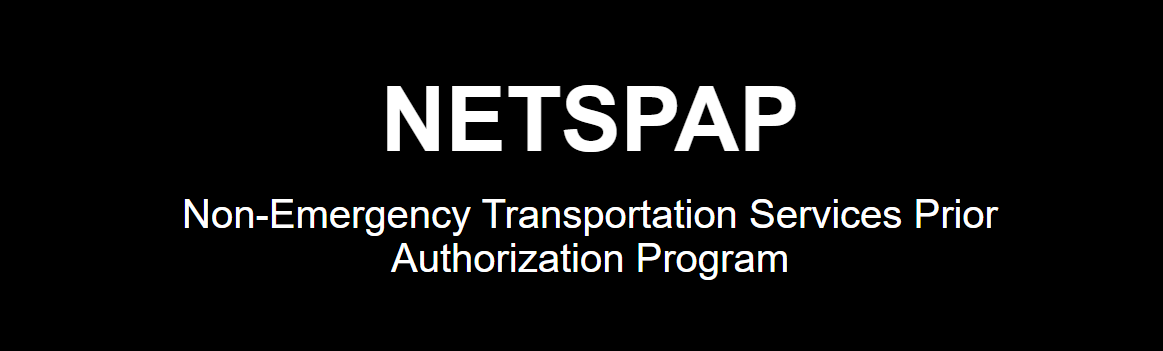 NETSPAP
Non-Emergency Transportation Services Prior
Authorization Program